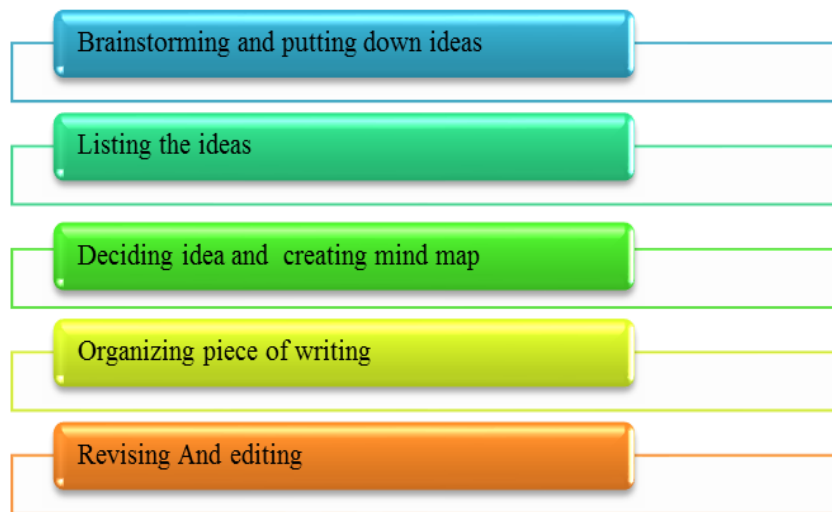 Brainstorming and putting down ideas
Listing the ideas
Deciding idea and  creating mind map
Organizing piece of writing
Revising And editing